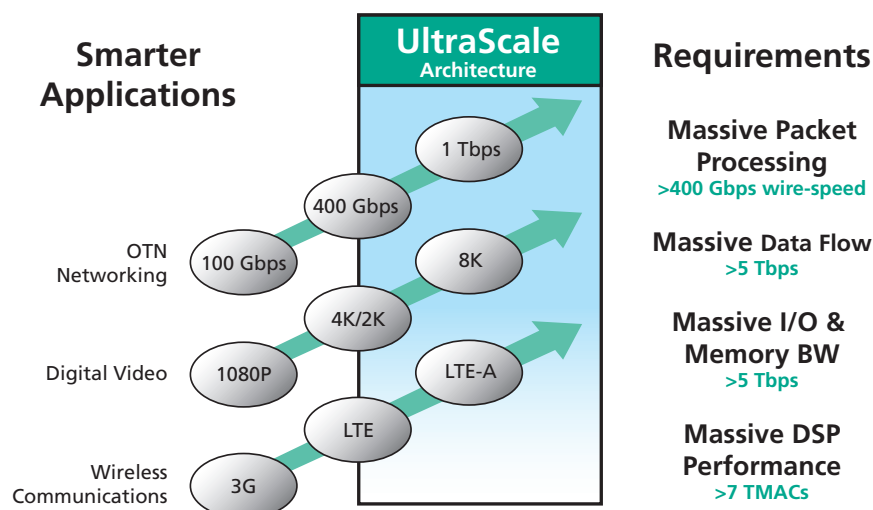 Smarter
Applications
UltraScale
Architecture
Requirements
OTN
Networking
100 Gbps
400 Gbps
1 Tbps
Digital Video
1080P
4K/2K
8K
Wireless
Communications
3G
LTE
LTE-A
Massive Packet
Processing
>400 Gbps wire-speed
Massive Data Flow
>5 Tbps
Massive I/O &
Memory BW
>5 Tbps
Massive DSP
Performance
>7 TMACs